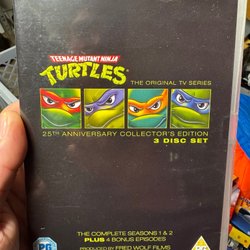 TEENAGE MUTANT NINJA
TURTLES
THE ORIGINAL TV SERIES
25TH ANNIVERSARY COLLECTOR'S EDITION
3 DISC SET
THE COMPLETE SEASONS 1 & 2
PLUS 4 BONUS EPISODES
PRODUCED BY FRED WOLF FILMS
PG